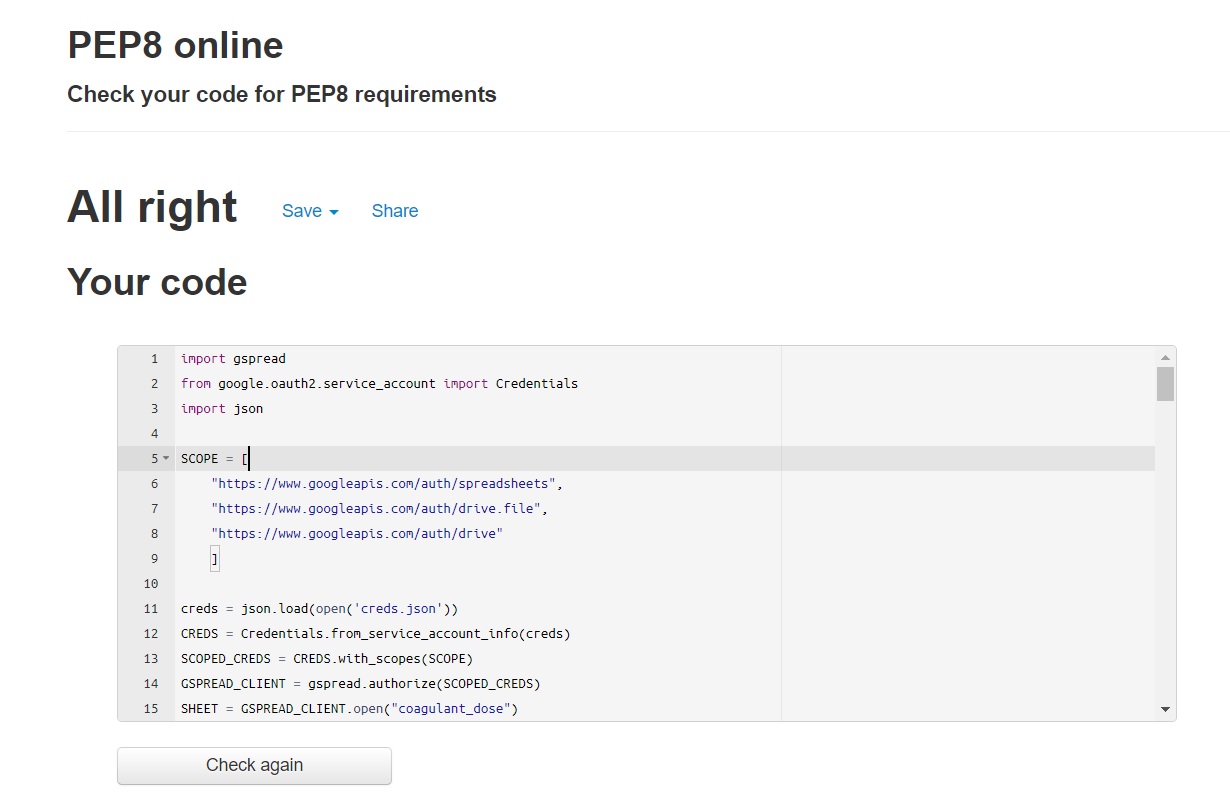 PEP8 online
Check your code for PEP8 requirements
All right Save Share
Your code
1 import gspread
2 from google.oauth2.service_account import Credentials
3 import json
4
5 SCOPE = [
6 "https://www.googleapis.com/auth/spreadsheets",
7 "https://www.googleapis.com/auth/drive.file",
8 "https://www.googleapis.com/auth/drive"
9 ]
10
11 creds = json.load(open('creds.json'))
12 CREDS = Credentials.from_service_account_info(creds)
13 SCOPED_CREDS = CREDS.with_scopes(SCOPE)
14 GSPREAD_CLIENT = gspread.authorize(SCOPED_CREDS)
15 SHEET = GSPREAD_CLIENT.open("coagulant_dose")
Check again